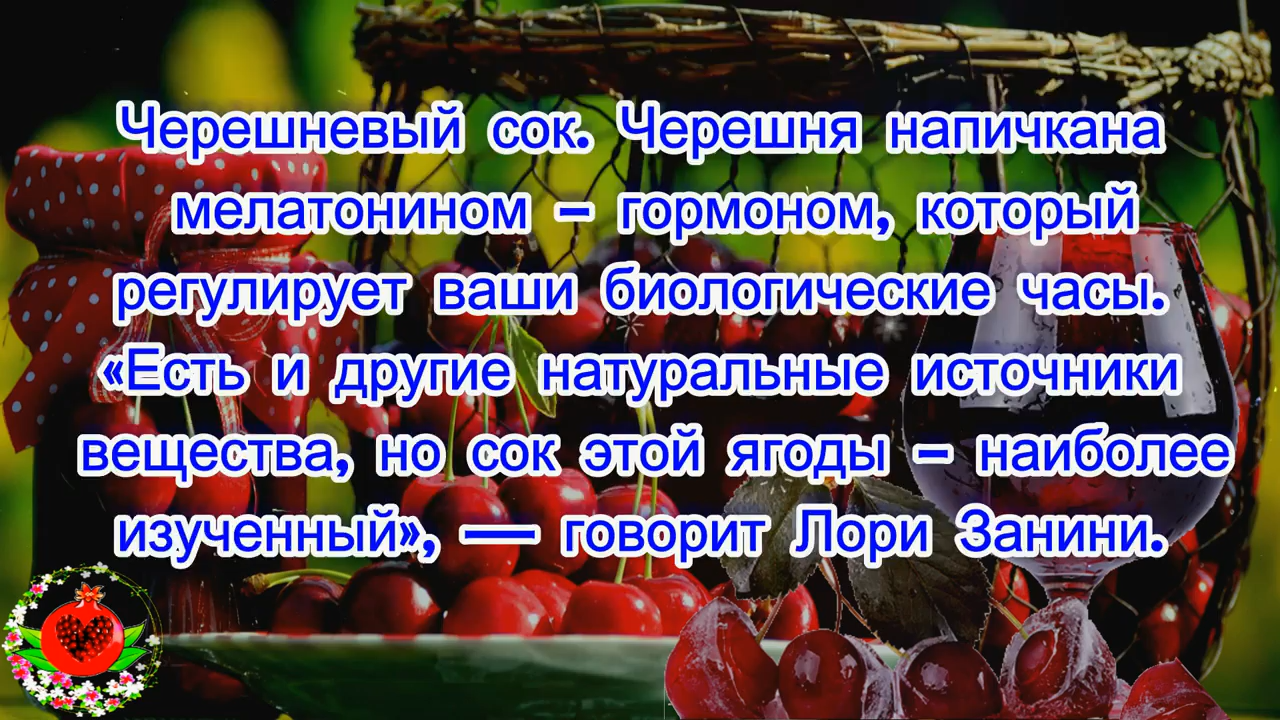 Черешневый сок. Черешня напичкана
мелатонином – гормоном, который
регулирует ваши биологические часы.
«Есть и другие натуральные источники
вещества, но сок этой ягоды – наиболее
изученный», — говорит Лори Занини.